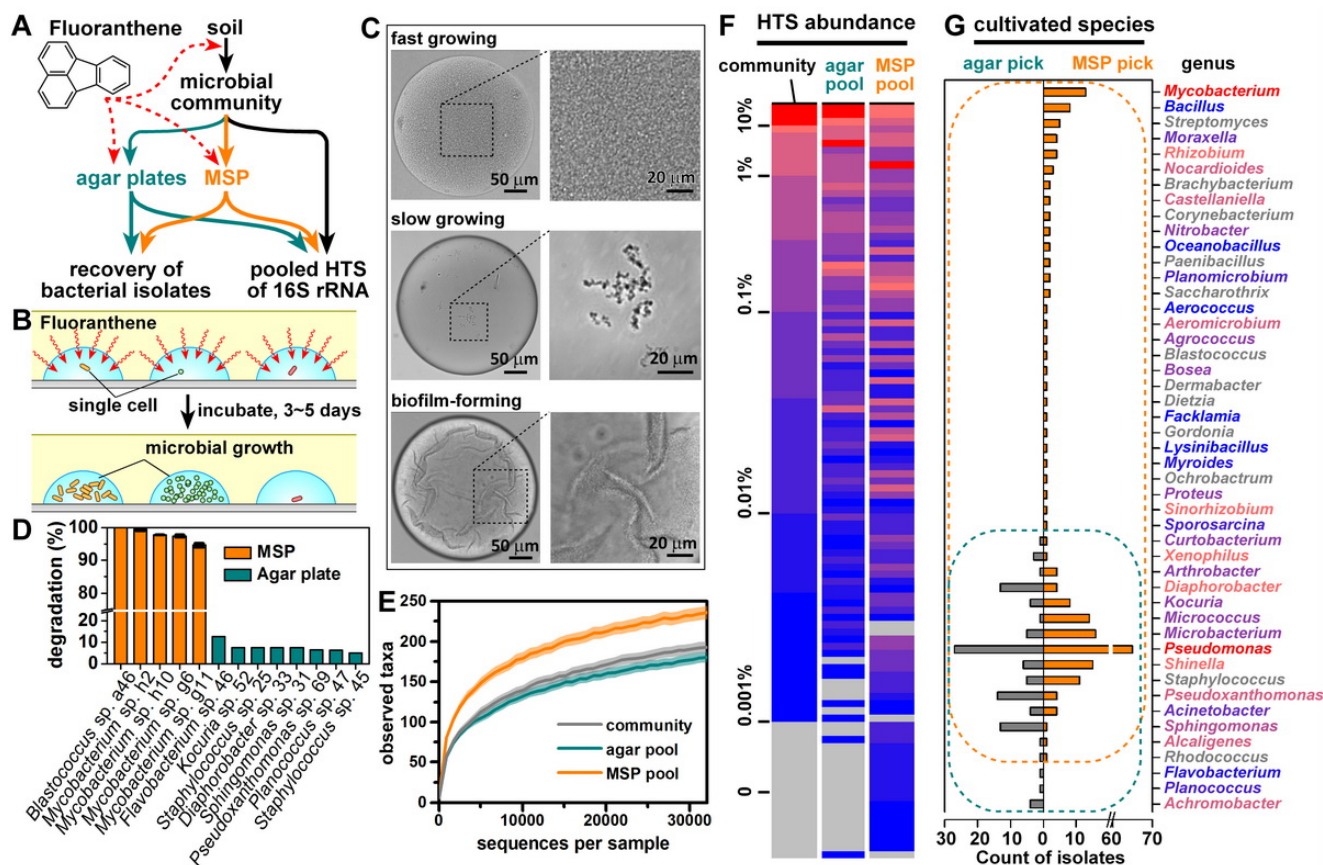 A
Fluoranthene
soil
microbial
community
agar plates
MSP
recovery of
bacterial isolates
pooled HTS
of 16S rRNA
B
Fluoranthene
single cell
incubate, 3~5 days
microbial growth
C
fast growing
50 μm
20 μm
slow growing
50 μm
20 μm
biofilm-forming
50 μm
20 μm
D
degradation (%)
100
90
80
10
5
0
MSP
Agar plate
Blastococcus sp. a46
Mycobacterium sp. h2
Mycobacterium sp. h10
Mycobacterium sp. g96
Mycobacterium sp. g11
Flavobacterium sp. 46
Kocuria sp. 52
Staphylococcus sp. 25
Diaphorobacter sp. 33
Sphingomonas sp. 31
Pseudoxanthomonas sp. 69
Planococcus sp. 47
Staphylococcus sp. 45
E
observed taxa
250
200
150
100
50
0
community
agar pool
MSP pool
0
10000
20000
30000
sequences per sample
F
HTS abundance
community
agar
pool
MSP
pool
10%
1%
0.1%
0.01%
0.001%
0
G
cultivated species
agar pick
MSP pick
genus
Mycobacterium
Bacillus
Streptomyces
Moraxella
Rhizobium
Nocardioides
Brachybacterium
Castellaniella
Corynebacterium
Nitrobacter
Oceanobacillus
Paenibacillus
Planomicrobium
Saccharothrix
Aerococcus
Aeromicrobium
Agrococcus
Blastococcus
Bosea
Dermabacter
Dietzia
Facklamia
Gordonia
Lysinibacillus
Myroides
Ochrobactrum
Proteus
Sinorhizobium
Sporosarcina
Curtobacterium
Xenophilus
Arthrobacter
Diaphorobacter
Kocuria
Micrococcus
Microbacterium
Pseudomonas
Shinella
Staphylococcus
Pseudoxanthomonas
Acinetobacter
Sphingomonas
Alcaligenes
Rhodococcus
Flavobacterium
Planococcus
Achromobacter
30 20 10 0 10 60 70
Count of isolates